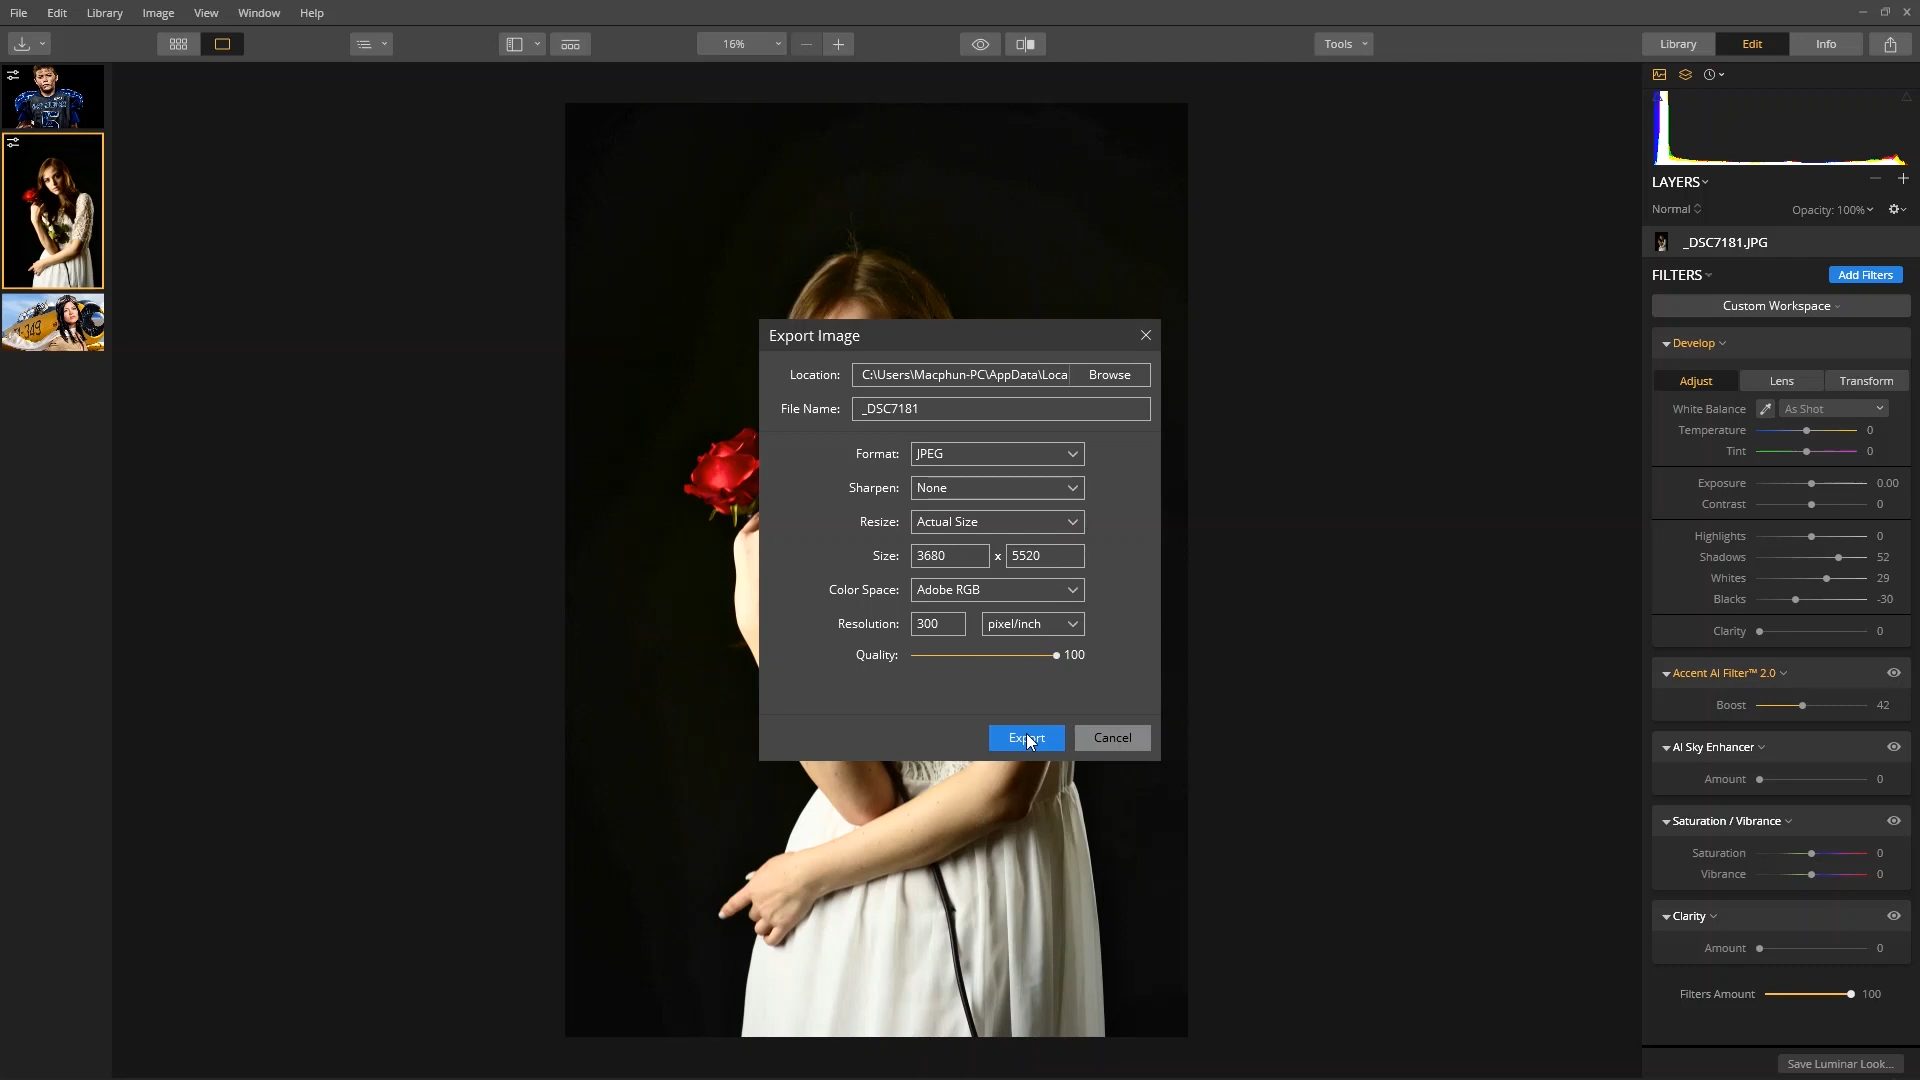 File Edit Library Image View Window Help
16% Tools Library Edit Info
LAYERS
Normal Opacity: 100%
_DSC7181.JPG
FILTERS Add Filters
Custom Workspace
Develop
Adjust Lens Transform
White Balance As Shot
Temperature 0
Tint 0
Exposure 0.00
Contrast 0
Highlights 0
Shadows 52
Whites 29
Blacks -30
Clarity 0
Accent AI Filter™ 2.0
Boost 42
AI Sky Enhancer
Amount 0
Saturation / Vibrance
Saturation 0
Vibrance 0
Clarity
Amount 0
Filters Amount 100
Save Luminar Look...
Export Image
Location: C:\Users\Macphun-PC\AppData\Loca Browse
File Name: _DSC7181
Format: JPEG
Sharpen: None
Resize: Actual Size
Size: 3680 x 5520
Color Space: Adobe RGB
Resolution: 300 pixel/inch
Quality: 100
Export Cancel